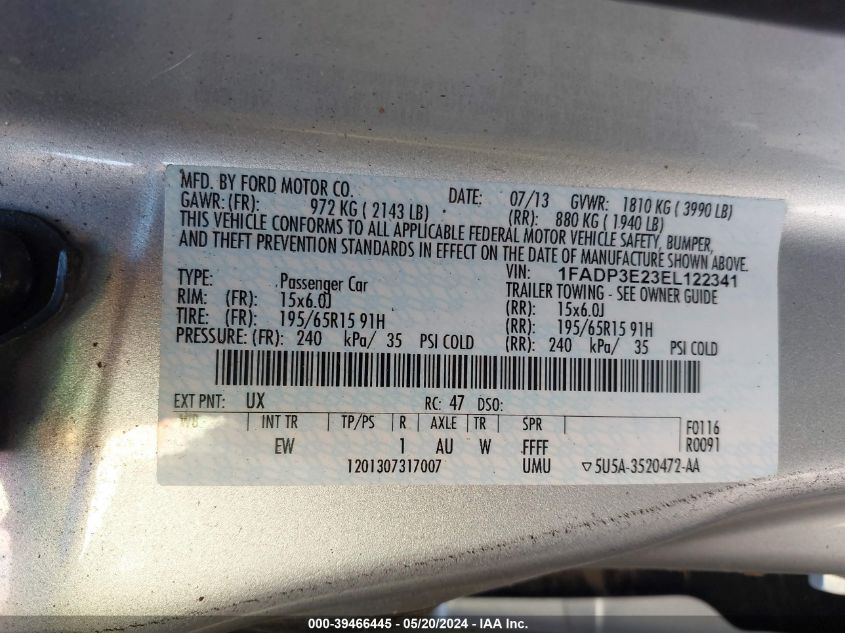 MFD. BY FORD MOTOR CO. DATE: 07/13 GVWR: 1810 KG ( 3990 LB)
GAWR: (FR): 972 KG ( 2143 LB) (RR): 880 KG ( 1940 LB)
THIS VEHICLE CONFORMS TO ALL APPLICABLE FEDERAL MOTOR VEHICLE SAFETY, BUMPER,
AND THEFT PREVENTION STANDARDS IN EFFECT ON THE DATE OF MANUFACTURE SHOWN ABOVE.
VIN: 1FADP3E23EL122341
TYPE: Passenger Car TRAILER TOWING - SEE OWNER GUIDE
RIM: (FR): 15x6.0J (RR): 15x6.0J
TIRE: (FR): 195/65R15 91H (RR): 195/65R15 91H
PRESSURE: (FR): 240 kPa/ 35 PSI COLD (RR): 240 kPa/ 35 PSI COLD
EXT PNT: UX RC: 47 DSO:
WB INT TR TP/PS R AXLE TR SPR F0116
EW 1 AU W FFFF R0091
1201307317007 UMU ▽5U5A-3520472-AA
000-39466445 - 05/20/2024 - IAA Inc.